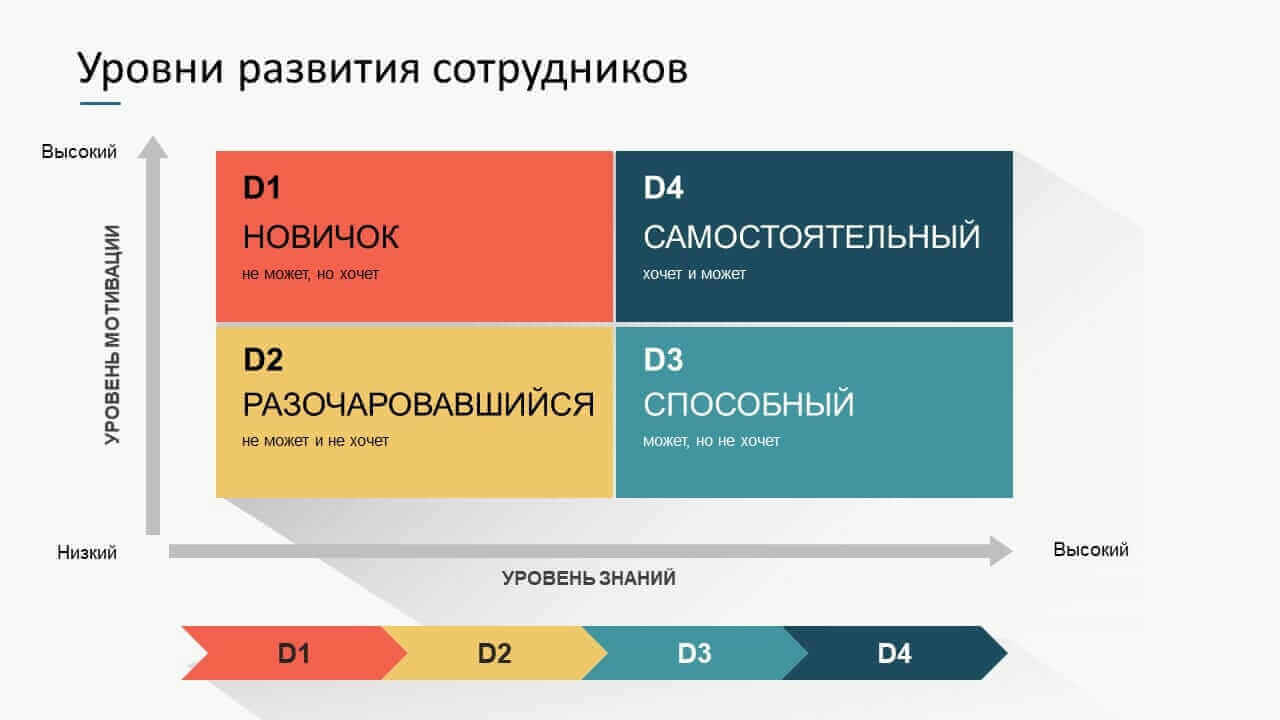 Уровни развития сотрудников
Высокий
УРОВЕНЬ МОТИВАЦИИ
D1
НОВИЧОК
не может, но хочет
D4
САМОСТОЯТЕЛЬНЫЙ
хочет и может
D2
РАЗОЧАРОВАВШИЙСЯ
не может и не хочет
D3
СПОСОБНЫЙ
может, но не хочет
Низкий
Высокий
УРОВЕНЬ ЗНАНИЙ
D1
D2
D3
D4